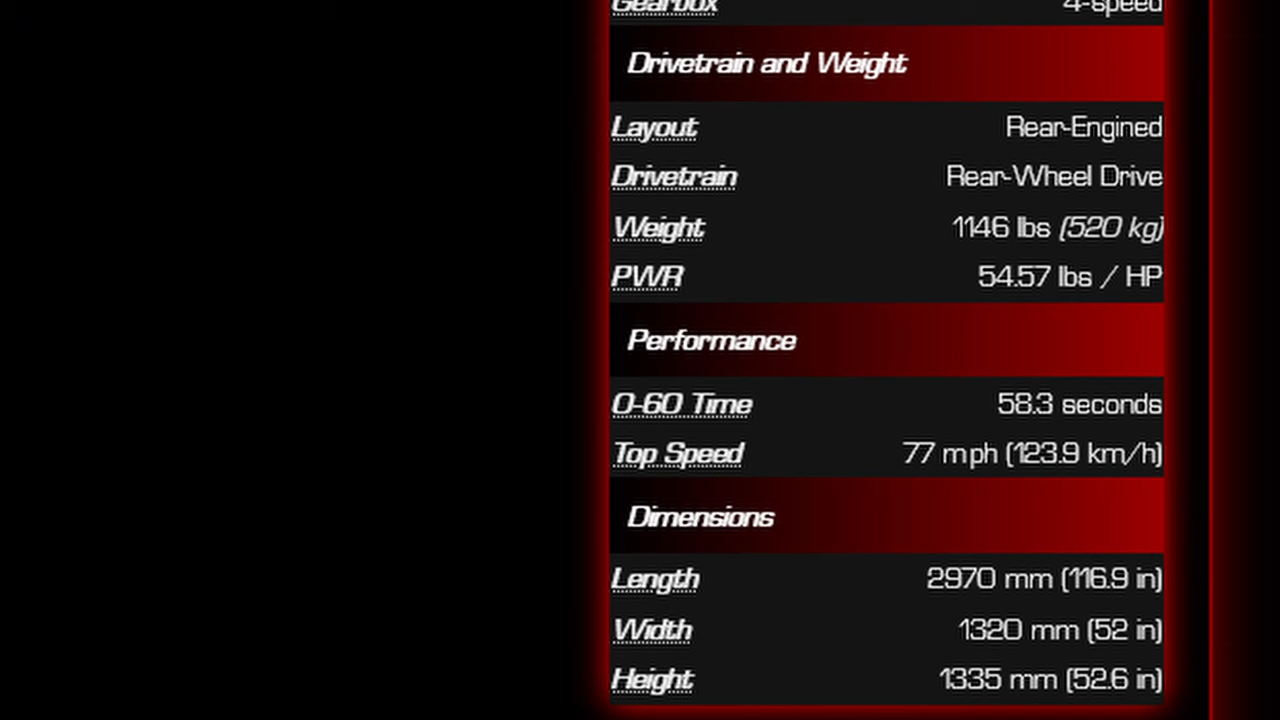 Gearbox 4-speed
Drivetrain and Weight
Layout Rear-Engined
Drivetrain Rear-Wheel Drive
Weight 1146 lbs (520 kg)
PWR 54.57 lbs / HP
Performance
0-60 Time 58.3 seconds
Top Speed 77 mph (123.9 km/h)
Dimensions
Length 2970 mm (116.9 in)
Width 1320 mm (52 in)
Height 1335 mm (52.6 in)